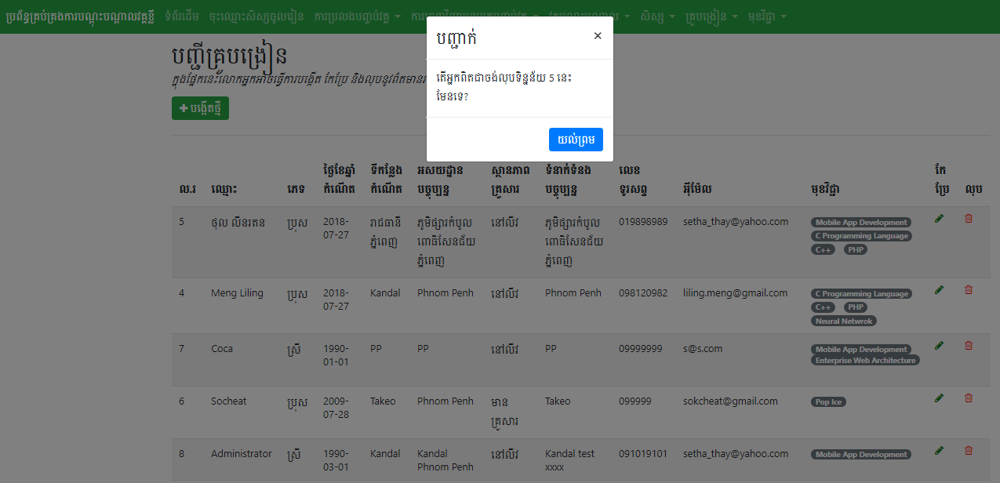 ប្រព័ន្ធគ្រប់គ្រងការបណ្តុះបណ្តាលវគ្គខ្លី ទំព័រដើម ចុះឈ្មោះសិស្សចូលរៀន ការប្រលងបញ្ចប់វគ្គ សិស្ស គ្រូបង្រៀន មុខវិជ្ជា
បញ្ជាក់ ×
បញ្ជីគ្រូបង្រៀន
ក្នុងផ្នែកនេះលោកអ្នកអាចធ្វើការបង្កើត កែប្រែ និងលុបនូវព័ត៌មាន
តើអ្នកពិតជាចង់លុបទិន្នន័យ 5 នេះ
មែនទេ?
បង្កើតថ្មី
យល់ព្រម
ថ្ងៃខែឆ្នាំ ទីកន្លែង អសយដ្ឋាន ស្ថានភាព ទំនាក់ទំនង លេខ កែ
ល.រ ឈ្មោះ ភេទ កំណើត កំណើត បច្ចុប្បន្ន គ្រួសារ បច្ចុប្បន្ន ទូរសព្ទ អ៊ីម៉ែល មុខវិជ្ជា ប្រែ លុប
5 ថុល លីនរតន ប្រុស 2018- រាជធានី ភូមិផ្សារកំបូល នៅលីវ ភូមិផ្សារកំបូល 019898989 setha_thay@yahoo.com Mobile App Development
07-27 ភ្នំពេញ ពោធិសែនជ័យ ពោធិសែនជ័យ C Programming Language
ភ្នំពេញ ភ្នំពេញ C++ PHP
4 Meng Liling ប្រុស 2018- Kandal Phnom Penh នៅលីវ Phnom Penh 098120982 liling.meng@gmail.com C Programming Language
07-27 C++ PHP
Neural Netwrok
7 Coca ស្រី 1990- PP PP នៅលីវ PP 09999999 s@s.com Mobile App Development
01-01 Enterprise Web Architecture
6 Socheat ប្រុស 2009- Takeo Phnom Penh មាន Takeo 099999 sokcheat@gmail.com Pop Ice
07-28 គ្រួសារ
8 Administrator ស្រី 1990- Kandal Kandal នៅលីវ Kandal test 091019101 setha_thay@yahoo.com Mobile App Development
03-01 Phnom Penh xxxx